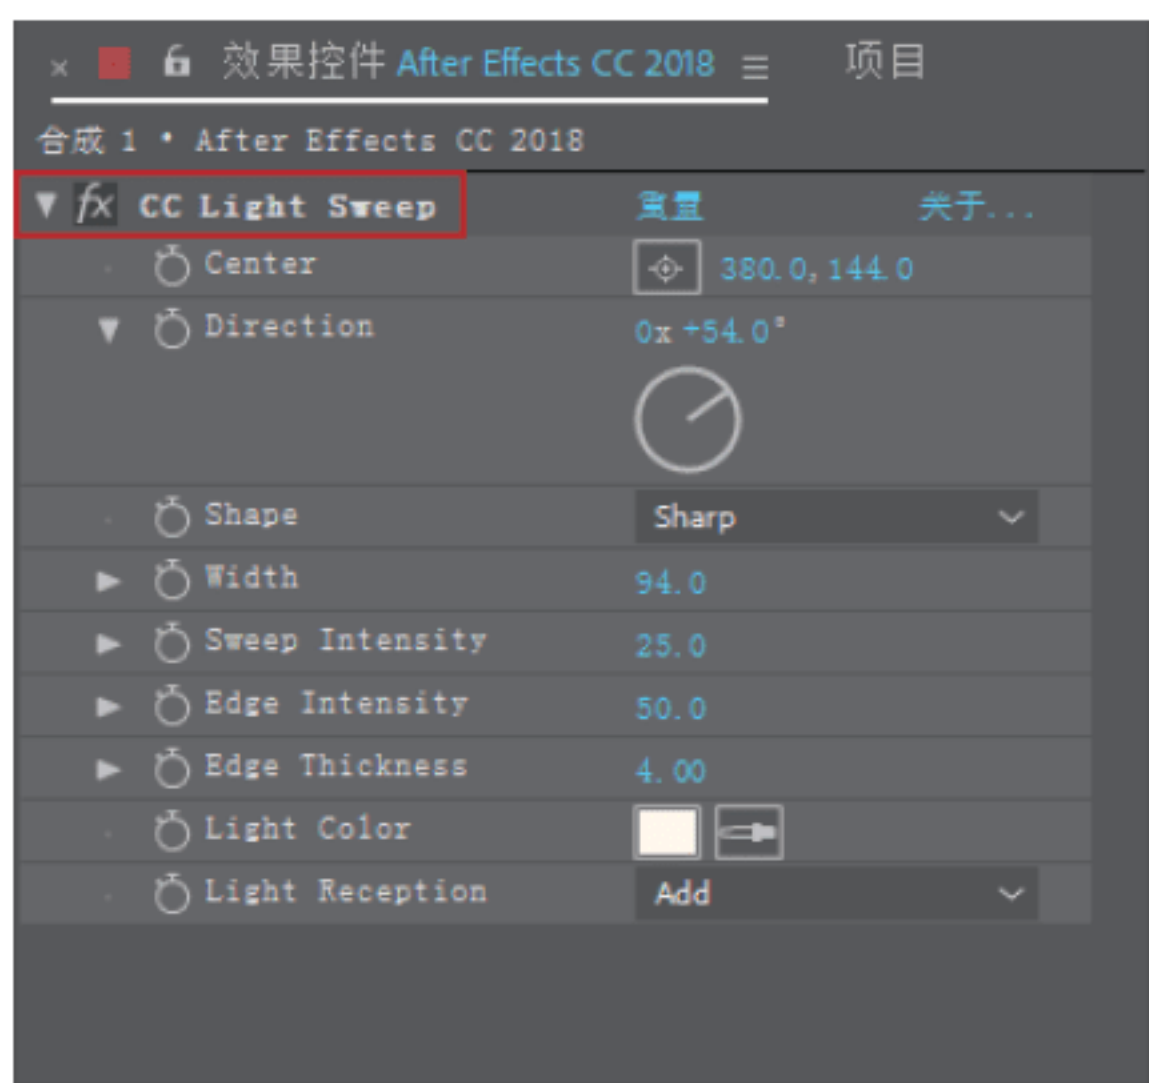 × 效果控件 After Effects CC 2018 ≡ 项目
合成 1 • After Effects CC 2018
fx CC Light Sweep 重置 关于...
Center 380.0, 144.0
Direction 0x +54.0°
Shape Sharp
Width 94.0
Sweep Intensity 25.0
Edge Intensity 50.0
Edge Thickness 4.00
Light Color
Light Reception Add